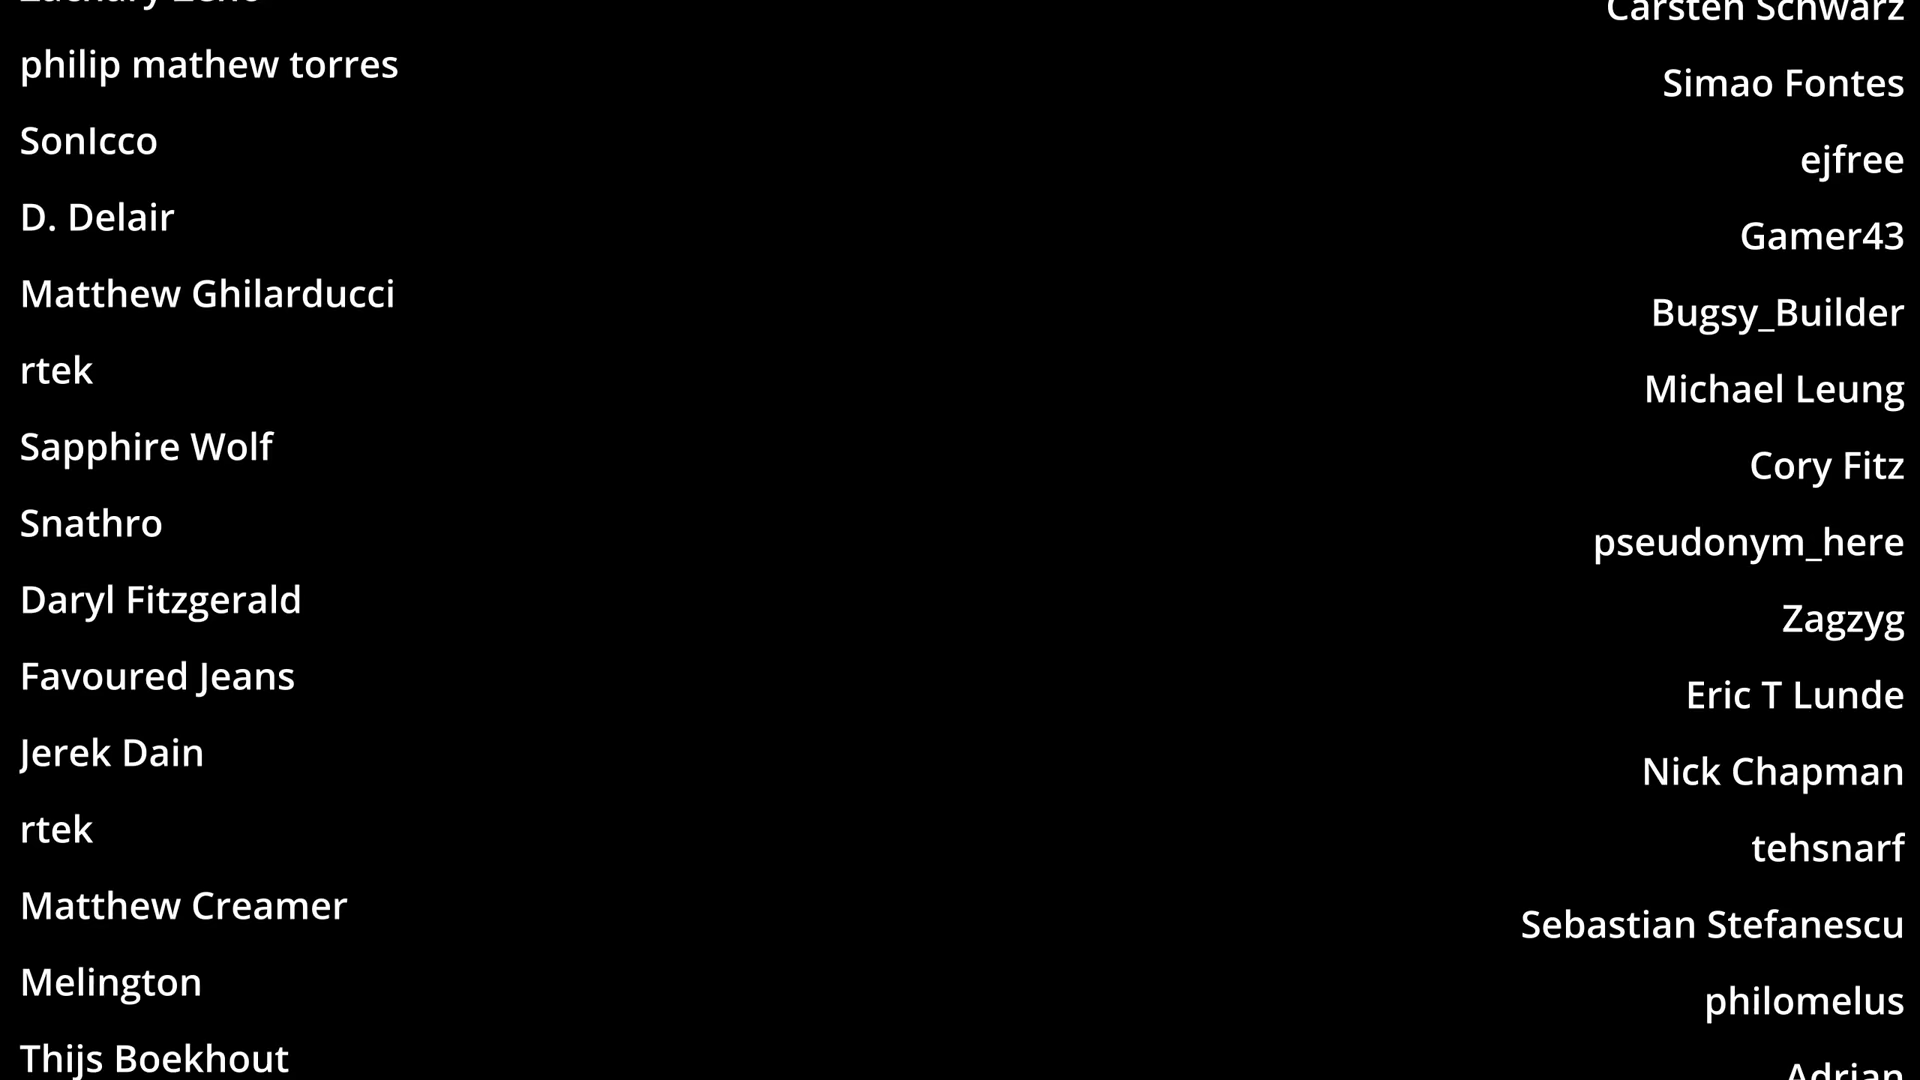 philip mathew torres
SonIcco
D. Delair
Matthew Ghilarducci
rtek
Sapphire Wolf
Snathro
Daryl Fitzgerald
Favoured Jeans
Jerek Dain
rtek
Matthew Creamer
Melington
Thijs Boekhout
Carsten Schwarz
Simao Fontes
ejfree
Gamer43
Bugsy_Builder
Michael Leung
Cory Fitz
pseudonym_here
Zagzyg
Eric T Lunde
Nick Chapman
tehsnarf
Sebastian Stefanescu
philomelus
Adrian